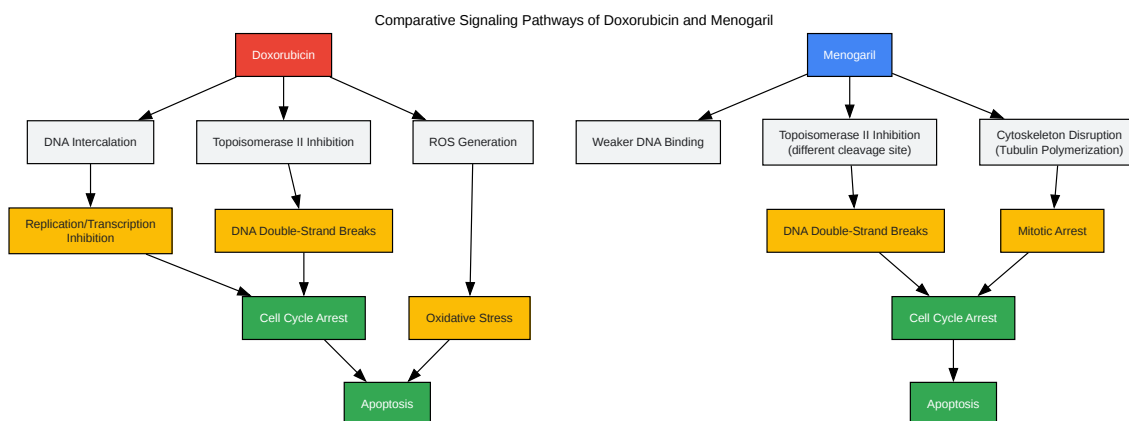 Comparative Signaling Pathways of Doxorubicin and Menogaril
Doxorubicin
Menogaril
DNA Intercalation
Topoisomerase II Inhibition
ROS Generation
Weaker DNA Binding
Topoisomerase II Inhibition
(different cleavage site)
Cytoskeleton Disruption
(Tubulin Polymerization)
Replication/Transcription
Inhibition
DNA Double-Strand Breaks
DNA Double-Strand Breaks
Mitotic Arrest
Cell Cycle Arrest
Oxidative Stress
Cell Cycle Arrest
Apoptosis
Apoptosis